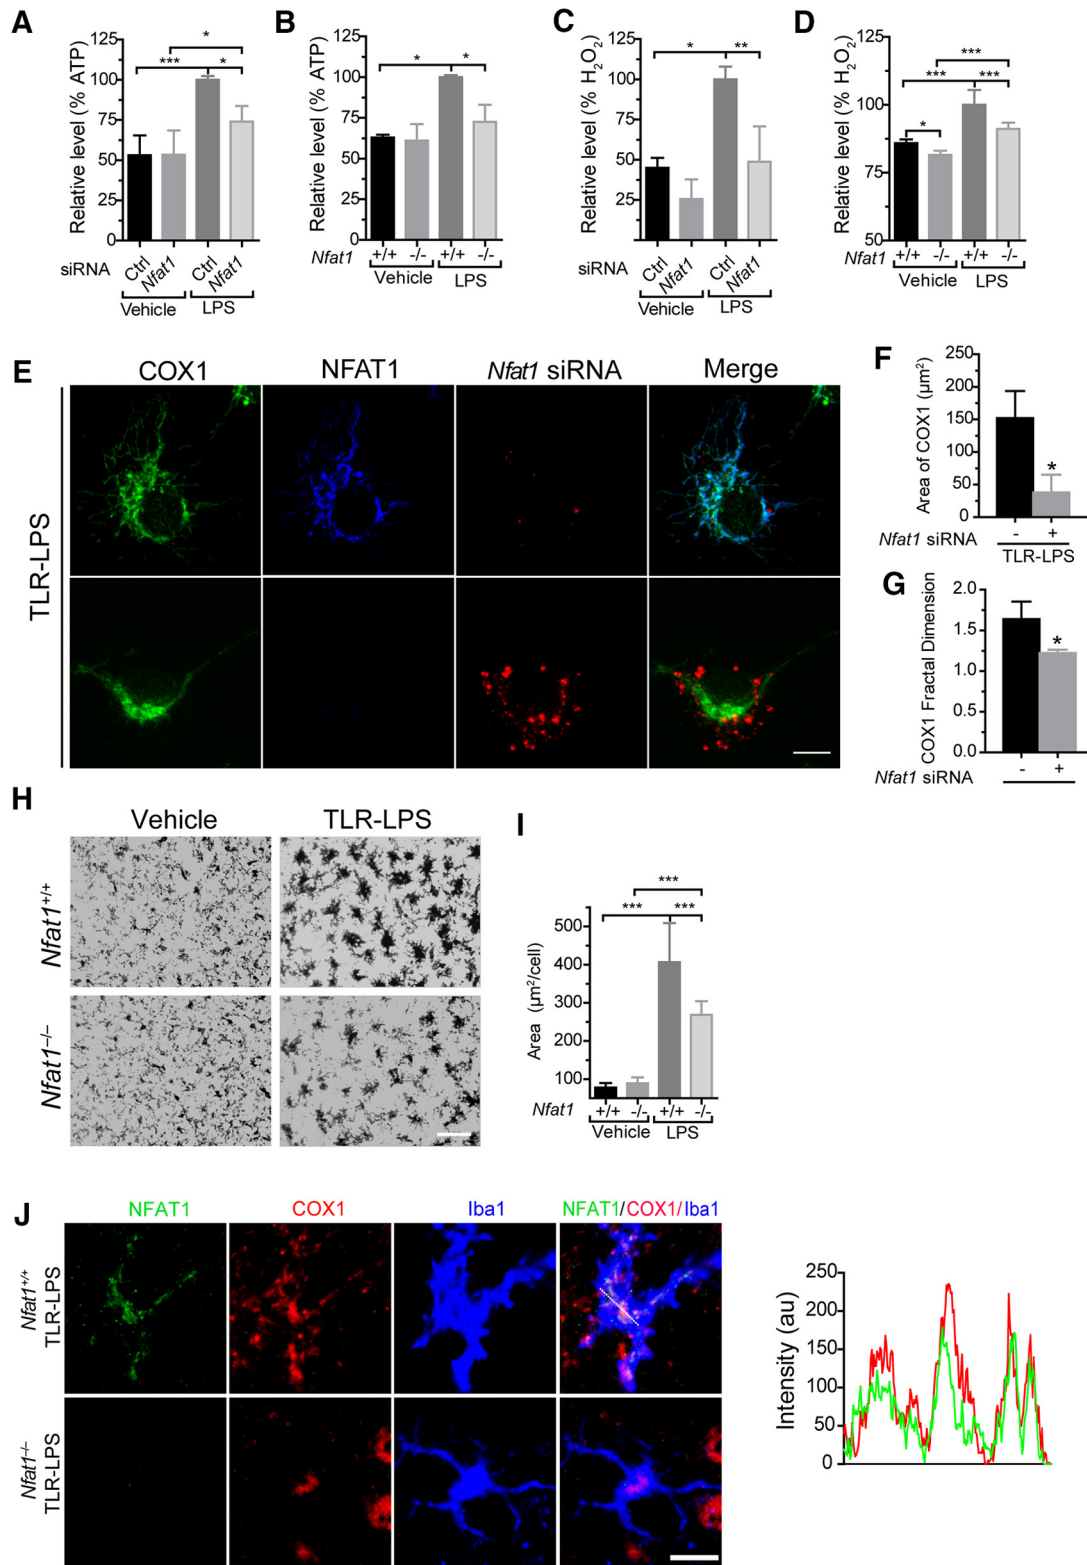 A
Relative level (% ATP)
125
100
75
50
25
0
***
*
*
siRNA
Ctrl
Nfat1
Ctrl
Nfat1
Vehicle
LPS
B
Relative level (% ATP)
125
100
75
50
25
0
*
*
Nfat1
+/+ -/- +/+ -/-
Vehicle
LPS
C
Relative level (% H₂O₂)
125
100
75
50
25
0
*
**
siRNA
Ctrl
Nfat1
Ctrl
Nfat1
Vehicle
LPS
D
Relative level (% H₂O₂)
125
100
75
50
*
***
***
***
Nfat1
+/+ -/- +/+ -/-
Vehicle
LPS
E
COX1 NFAT1 Nfat1 siRNA Merge
TLR-LPS
F
Area of COX1 (µm²)
250
200
150
100
50
0
*
Nfat1 siRNA - +
TLR-LPS
G
COX1 Fractal Dimension
2.0
1.5
1.0
0.5
0.0
*
Nfat1 siRNA - +
H
Vehicle TLR-LPS
Nfat1+/+
Nfat1–/–
I
Area (µm²/cell)
500
400
300
200
100
***
***
***
Nfat1 +/+ -/- +/+ -/-
Vehicle LPS
J
NFAT1 COX1 Iba1 NFAT1/COX1/Iba1
Nfat1+/+
TLR-LPS
Nfat1–/–
TLR-LPS
Intensity (au)
250
200
150
100
50
0